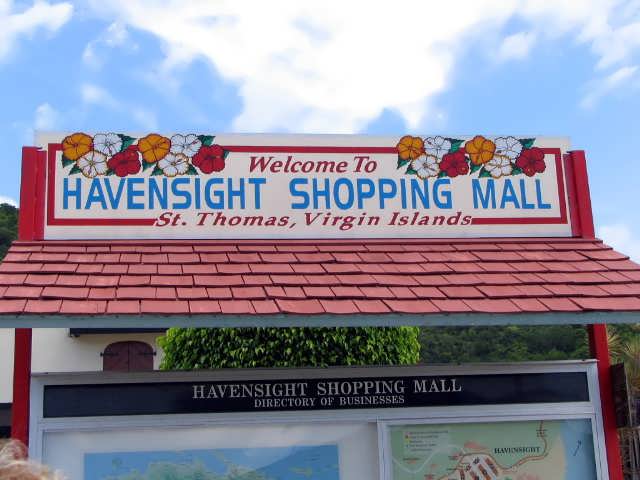 Welcome To
HAVENSIGHT SHOPPING MALL
St. Thomas, Virgin Islands
HAVENSIGHT SHOPPING MALL
DIRECTORY OF BUSINESSES
HAVENSIGHT